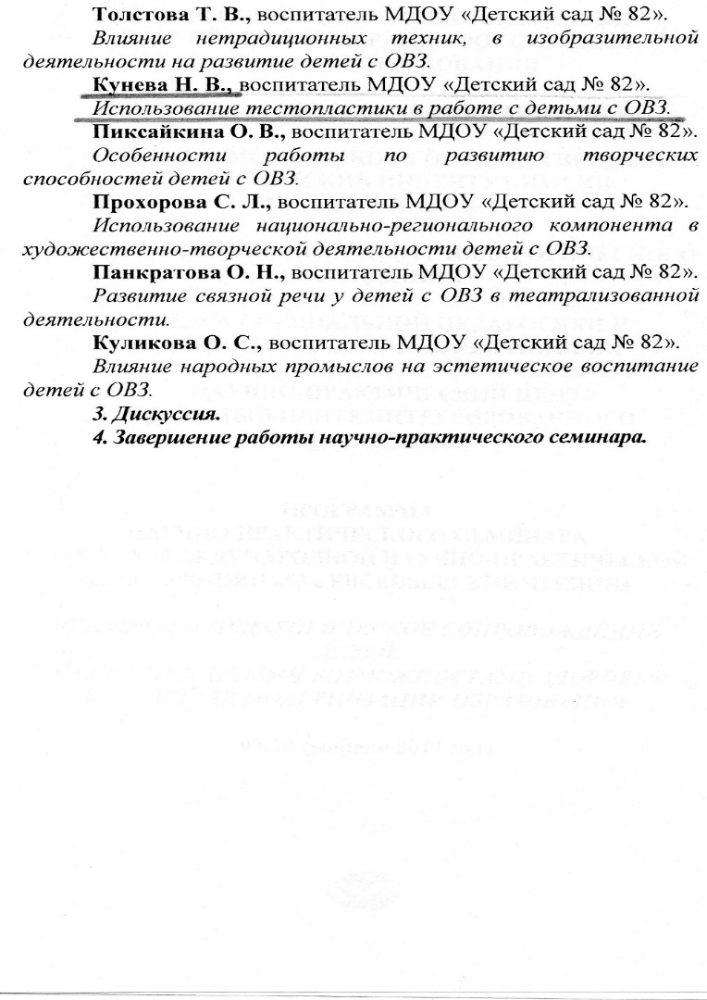 Толстова Т. В., воспитатель МДОУ «Детский сад № 82».
Влияние нетрадиционных техник, в изобразительной
деятельности на развитие детей с ОВЗ.
Кунева Н. В., воспитатель МДОУ «Детский сад № 82».
Использование тестопластики в работе с детьми с ОВЗ.
Пиксайкина О. В., воспитатель МДОУ «Детский сад № 82».
Особенности работы по развитию творческих
способностей детей с ОВЗ.
Прохорова С. Л., воспитатель МДОУ «Детский сад № 82».
Использование национально-регионального компонента в
художественно-творческой деятельности детей с ОВЗ.
Панкратова О. Н., воспитатель МДОУ «Детский сад № 82».
Развитие связной речи у детей с ОВЗ в театрализованной
деятельности.
Куликова О. С., воспитатель МДОУ «Детский сад № 82».
Влияние народных промыслов на эстетическое воспитание
детей с ОВЗ.
3. Дискуссия.
4. Завершение работы научно-практического семинара.
ПРОГРАММА
НАУЧНО-ПРАКТИЧЕСКОГО СЕМИНАРА